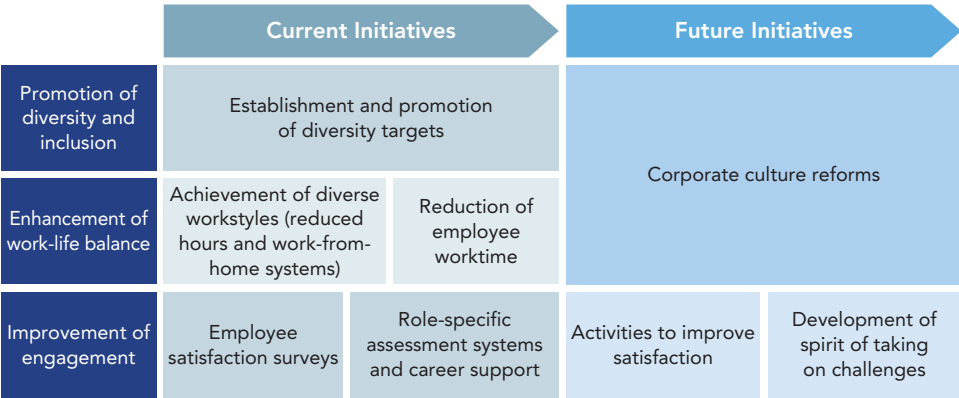 Current Initiatives
Future Initiatives
Promotion of
diversity and
inclusion
Establishment and promotion
of diversity targets
Corporate culture reforms
Enhancement of
work-life balance
Achievement of diverse
workstyles (reduced
hours and work-from-
home systems)
Reduction of
employee
worktime
Improvement of
engagement
Employee
satisfaction surveys
Role-specific
assessment systems
and career support
Activities to improve
satisfaction
Development of
spirit of taking
on challenges